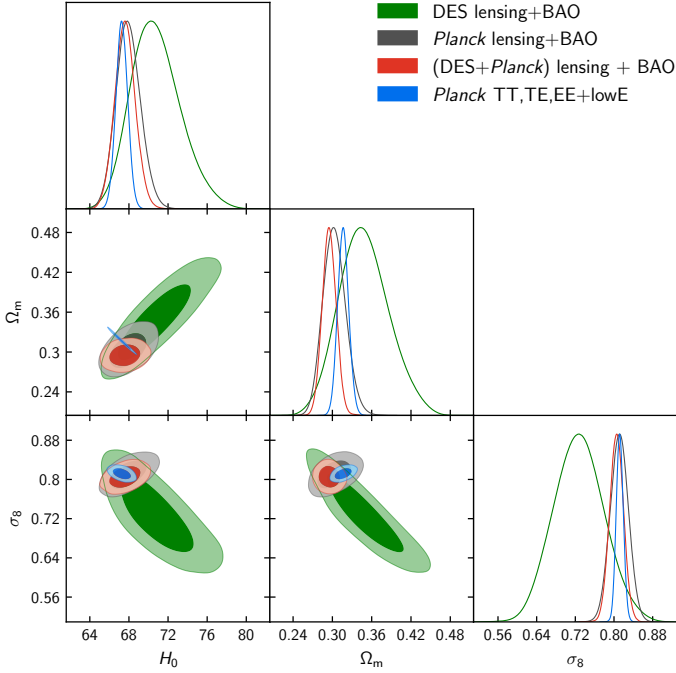 DES lensing+BAO
Planck lensing+BAO
(DES+Planck) lensing + BAO
Planck TT,TE,EE+lowE
0.48
0.42
0.36
0.3
0.24
Ωm
0.88
0.8
0.72
0.64
0.56
σ8
64 68 72 76 80
H0
0.24 0.30 0.36 0.42 0.48
Ωm
0.56 0.64 0.72 0.80 0.88
σ8